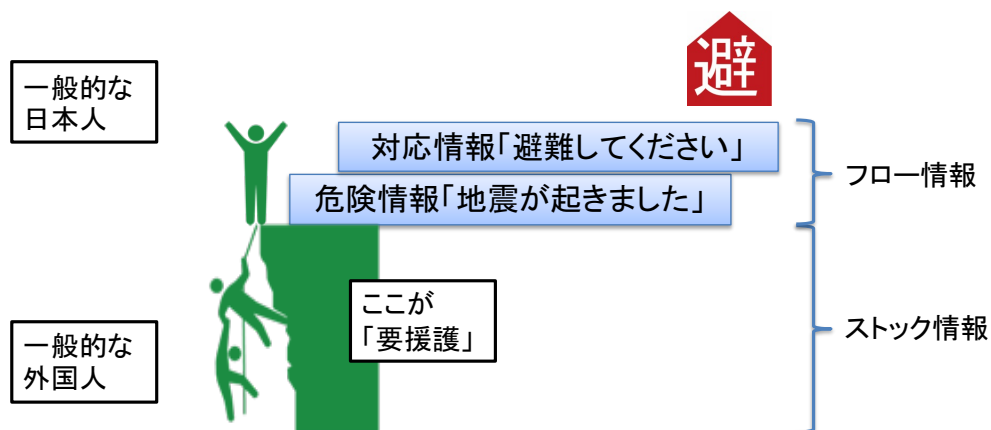 避
一般的な
日本人
対応情報「避難してください」
フロー情報
危険情報「地震が起きました」
ここが
「要援護」
ストック情報
一般的な
外国人